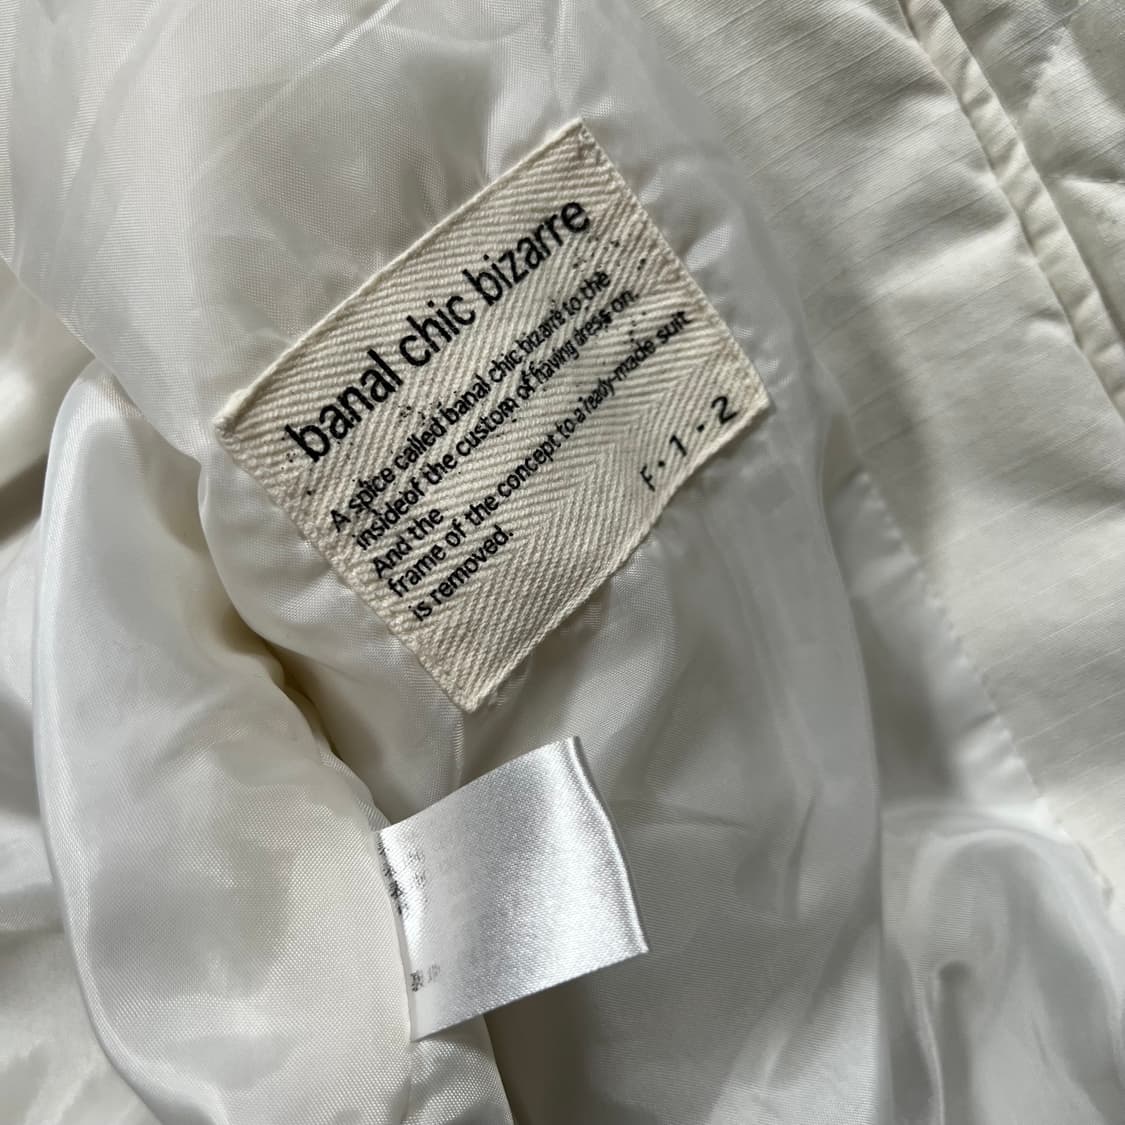 banal chic bizarre
A spice called banal chic bizarre to the
insideof the custom of having dress on.
And the
frame of the concept to a ready-made suit
is removed.
F・1-2